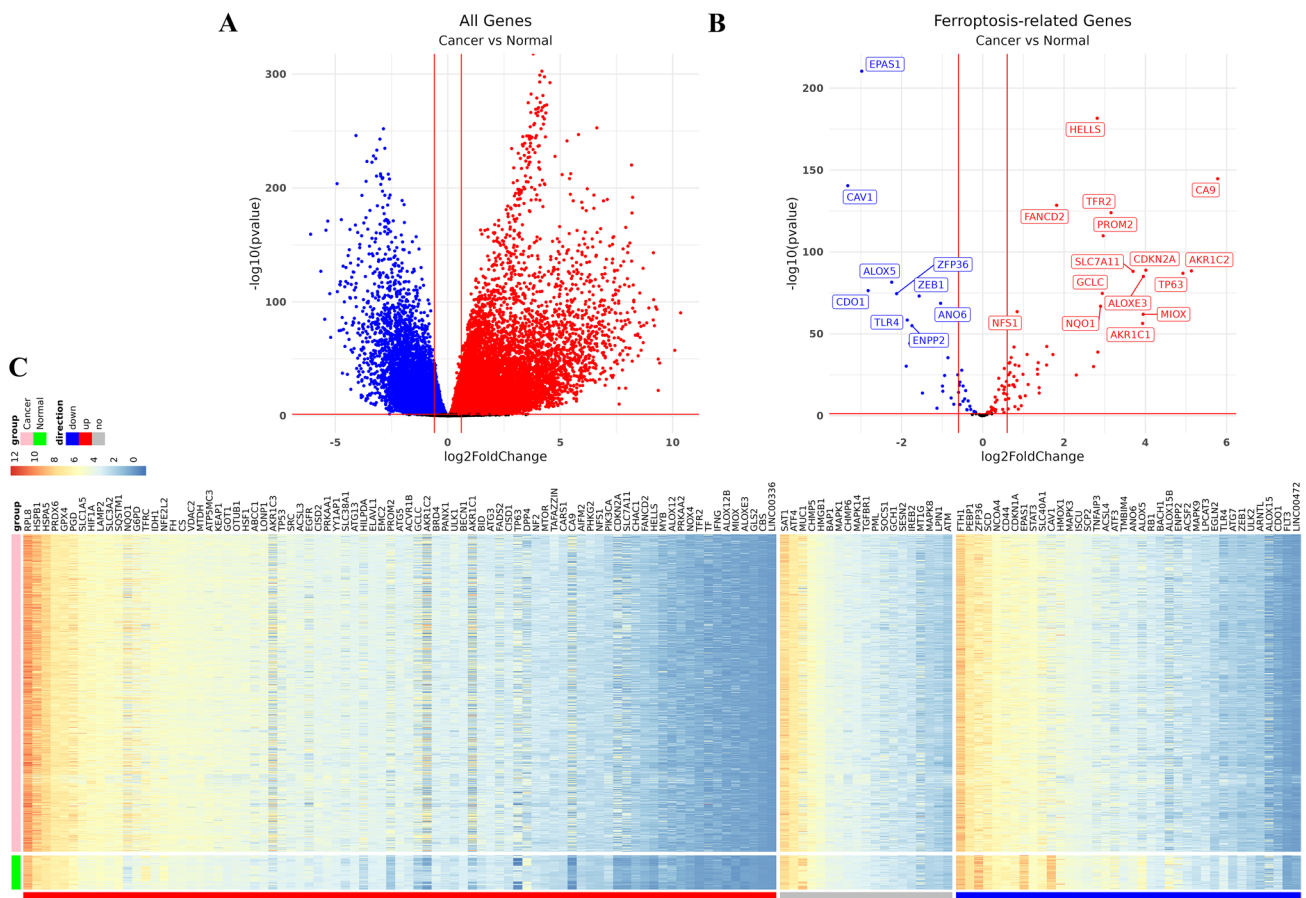 A
All Genes
Cancer vs Normal
300
200
100
0
-5
0
5
10
-log10(pvalue)
log2FoldChange
B
Ferroptosis-related Genes
Cancer vs Normal
200
150
100
50
0
-2
0
2
4
6
-log10(pvalue)
log2FoldChange
EPAS1
HELLS
CAV1
CA9
TFR2
FANCD2
PROM2
SLC7A11
CDKN2A
AKR1C2
ZFP36
ALOX5
ZEB1
GCLC
TP63
CDO1
ALOXE3
ANO6
MIOX
TLR4
NFS1
NQO1
ENPP2
AKR1C1
C
group
Cancer
Normal
direction
down
up
no
12
10
8
6
4
2
0
group
RPL8
HSPB1
HSPA5
PRDX6
GPX4
PGD
SLC1A5
HIF1A
LAMP2
SLC3A2
SQSTM1
NQO1
G6PD
TFRC
PHF1
NFE2L2
FH
CS
VDAC2
MTDH
ATP5MC3
KEAP1
GOT1
OTUB1
HSF1
ABCC1
LONP1
AKR1C3
TP53
SRC
ACSL3
EGFR
CISD2
PRKAA1
YAP1
SLC38A1
ATG13
HILPDA
ELAVL1
EMC2
PROM2
ATG5
ACVR1B
GCLC
AKR1C2
PEBD4
PANX1
ULK1
BECN1
AKR1C1
BID
ATG3
FADS2
CISD1
TP63
DPP4
NF2
MTOR
TAFAZZIN
CARS1
CA9
AIFM2
PHKG2
NFS1
PIK3CA
CDKN2A
SLC7A11
CHAC1
FANCD2
HELLS
MYB
ALOX12
PRKAA2
NOX4
TFR2
TF
IFNG
ALOX12B
MIOX
ALOXE3
GLS2
CBS
LINC00336
SAT1
ATF4
MUC1
CHMP5
HMGB1
BAP1
MAPK1
CHMP6
MAPK14
TGFBR1
PML
SOCS1
GCH1
SESN2
IREB2
MT1G
MAPK8
LPIN1
ATM
FTH1
PEBP1
ZFP36
SCD
NCOA4
CD44
CDKN1A
EPAS1
STAT3
SLC40A1
CAV1
HMOX1
MAPK3
ISCU
SCP2
TNFAIP3
ACSL4
ATF3
TMBIM4
ANO6
ALOX5
RB1
BACH1
ALOX15B
ENPP2
ACSF2
MAPK9
LPCAT3
EGLN2
TLR4
ATG7
ZEB1
ULK2
ARNTL
ALOX15
CDO1
FLT3
LINC00472